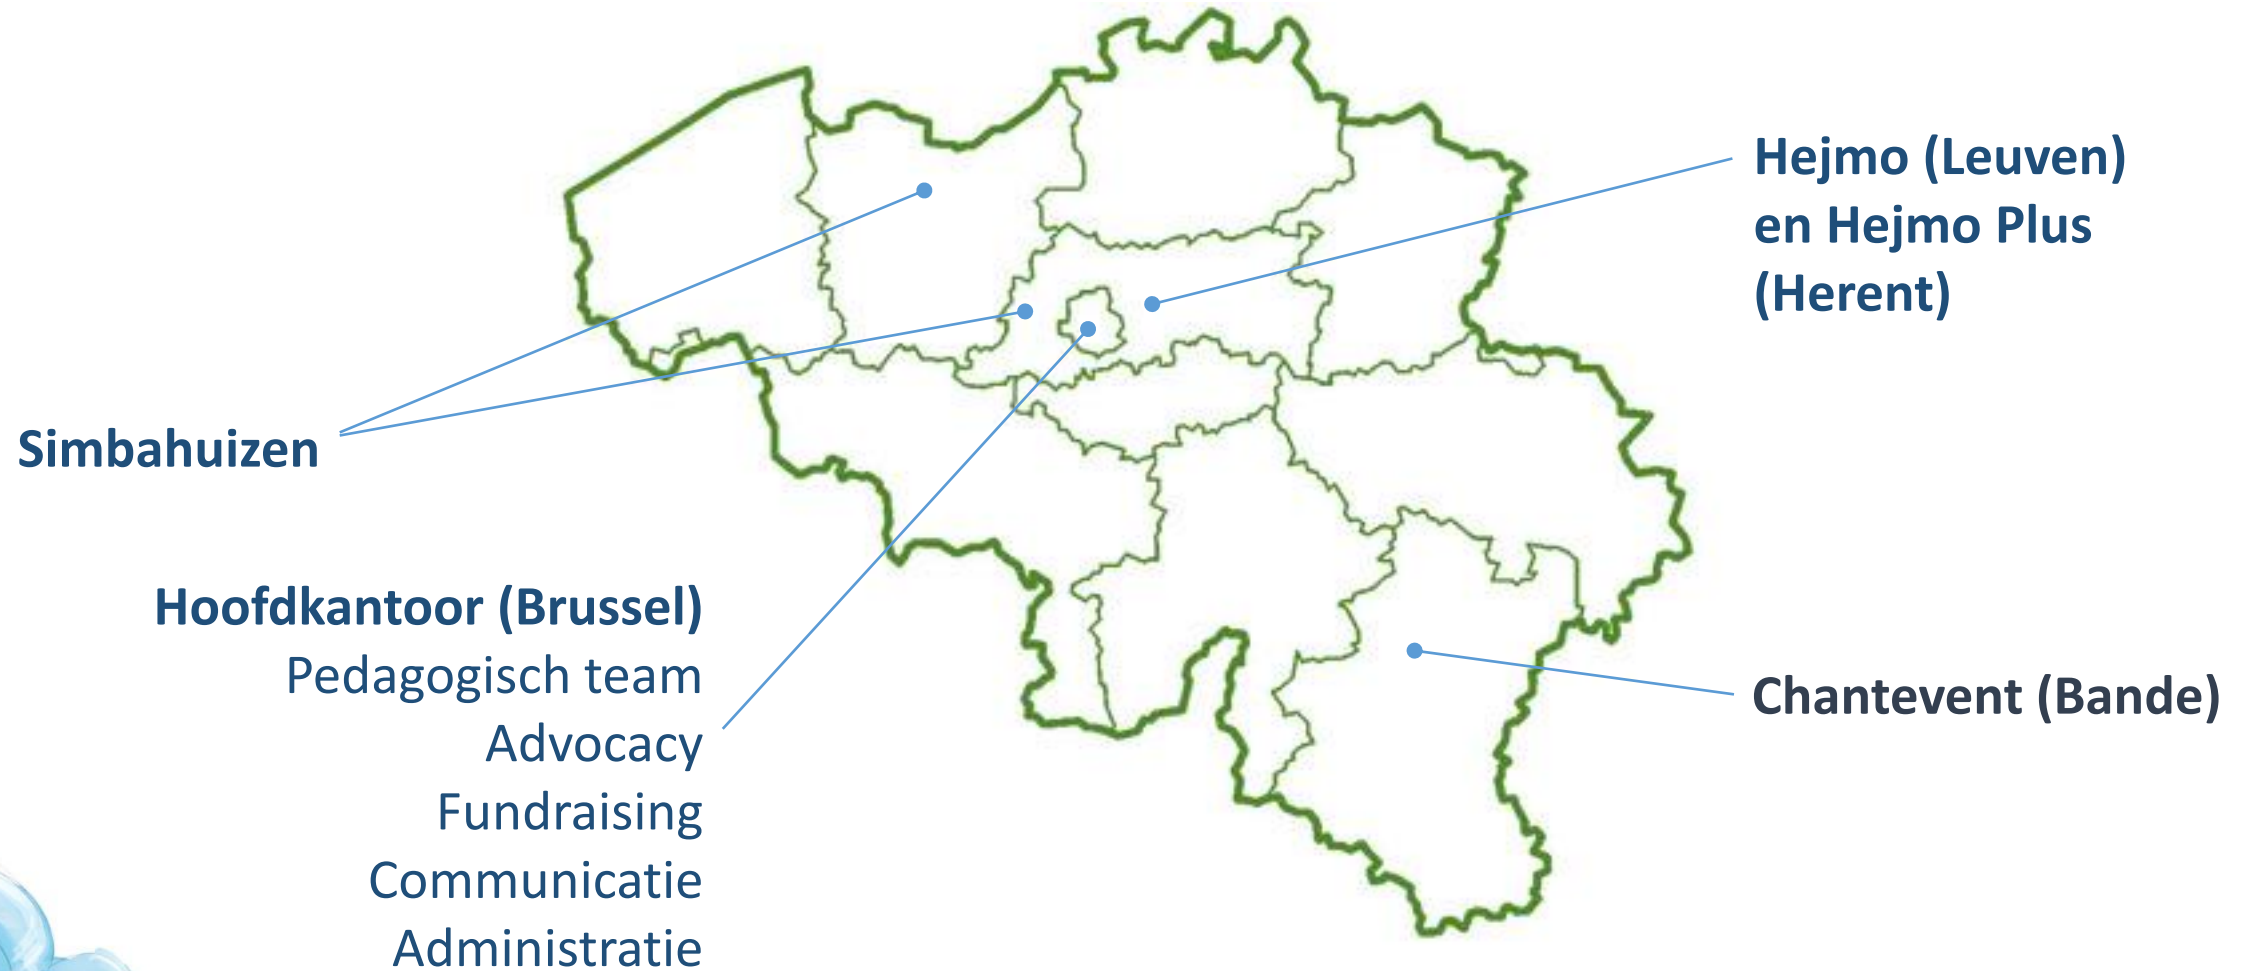 Hejmo (Leuven)
en Hejmo Plus
(Herent)
Simbahuizen
Hoofdkantoor (Brussel)
Pedagogisch team
Advocacy
Fundraising
Communicatie
Administratie
Chantevent (Bande)